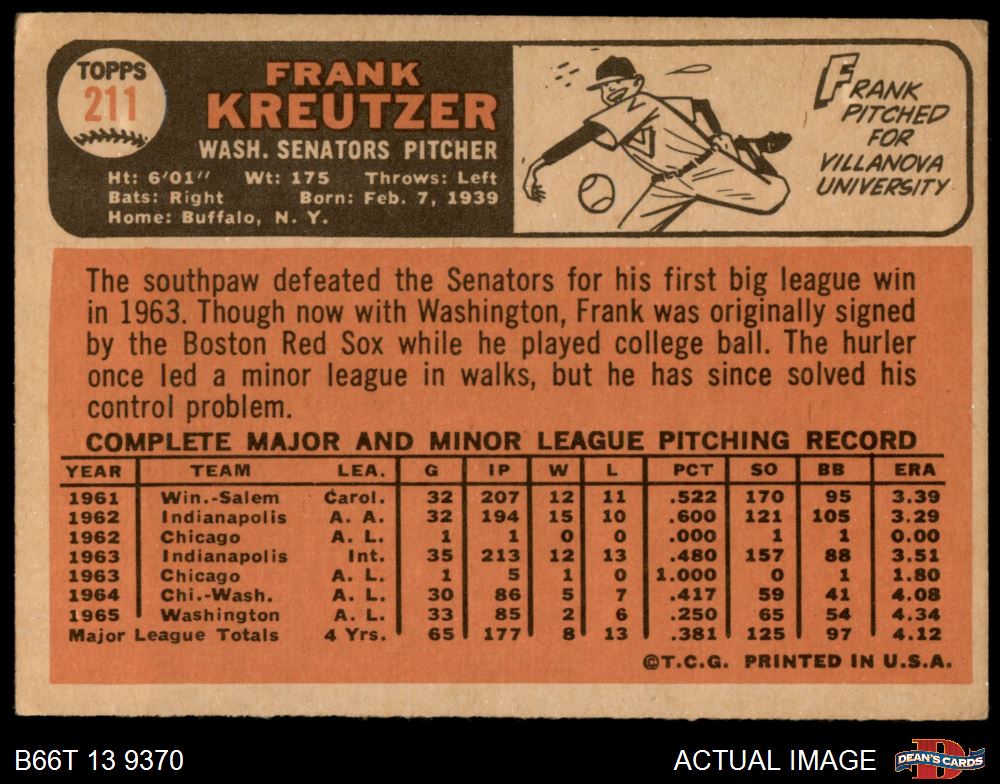 TOPPS
211
FRANK
KREUTZER
WASH. SENATORS PITCHER
Ht: 6'01" Wt: 175 Throws: Left
Bats: Right Born: Feb. 7, 1939
Home: Buffalo, N. Y.
FRANK
PITCHED
FOR
VILLANOVA
UNIVERSITY
The southpaw defeated the Senators for his first big league win
in 1963. Though now with Washington, Frank was originally signed
by the Boston Red Sox while he played college ball. The hurler
once led a minor league in walks, but he has since solved his
control problem.
COMPLETE MAJOR AND MINOR LEAGUE PITCHING RECORD
YEAR TEAM LEA. G IP W L PCT SO BB ERA
1961 Win.-Salem Carol. 32 207 12 11 .522 170 95 3.39
1962 Indianapolis A. A. 32 194 15 10 .600 121 105 3.29
1962 Chicago A. L. 1 1 0 0 .000 1 1 0.00
1963 Indianapolis Int. 35 213 12 13 .480 157 88 3.51
1963 Chicago A. L. 1 5 1 0 1.000 0 1 1.80
1964 Chi.-Wash. A. L. 30 86 5 7 .417 59 41 4.08
1965 Washington A. L. 33 85 2 6 .250 65 54 4.34
Major League Totals 4 Yrs. 65 177 8 13 .381 125 97 4.12
©T.C.G. PRINTED IN U.S.A.
B66T 13 9370
ACTUAL IMAGE
DEAN'S CARDS